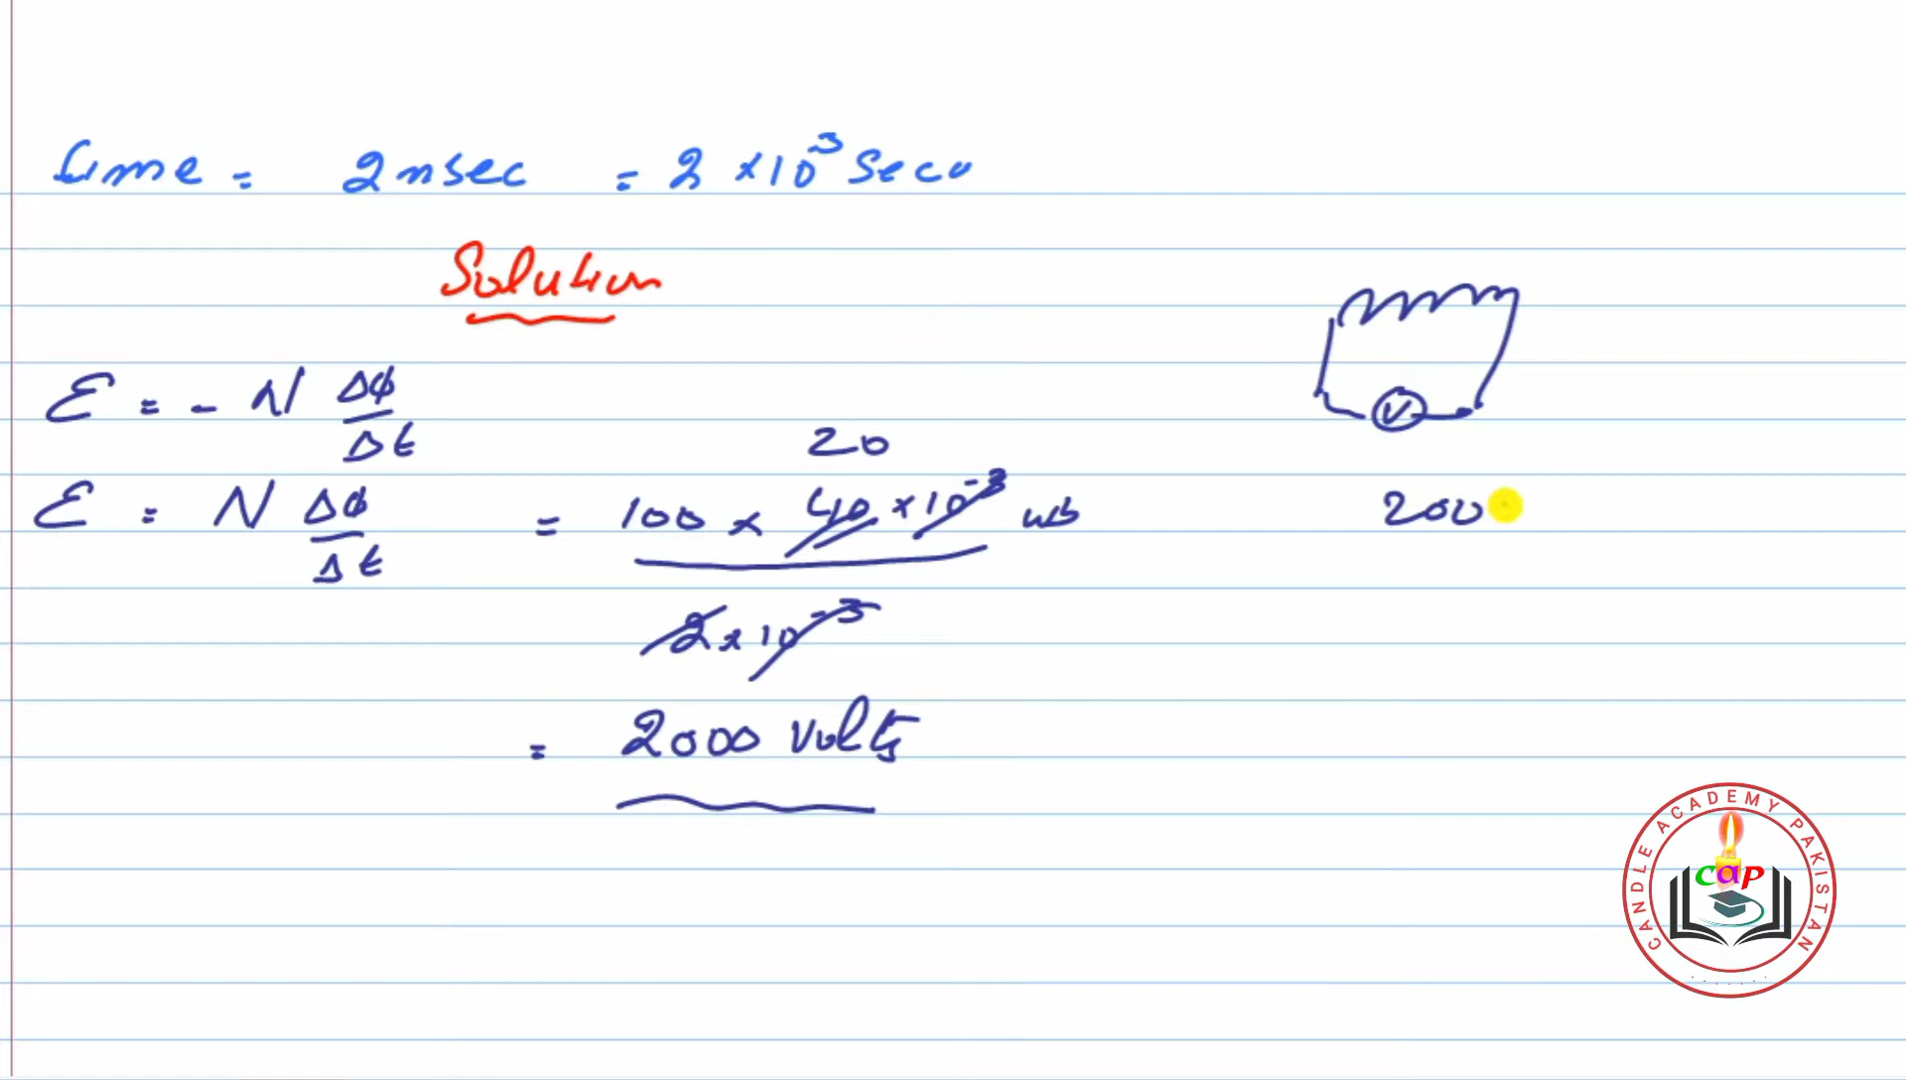 time = 2msec = 2 × 10⁻³ Seco
Solution
ℰ = - N Δφ/Δt
20
ℰ = N Δφ/Δt = 100 × 40 × 10⁻³ wb
2 × 10⁻³
= 2000 volts
V
200
CANDLE ACADEMY PAKISTAN
cap